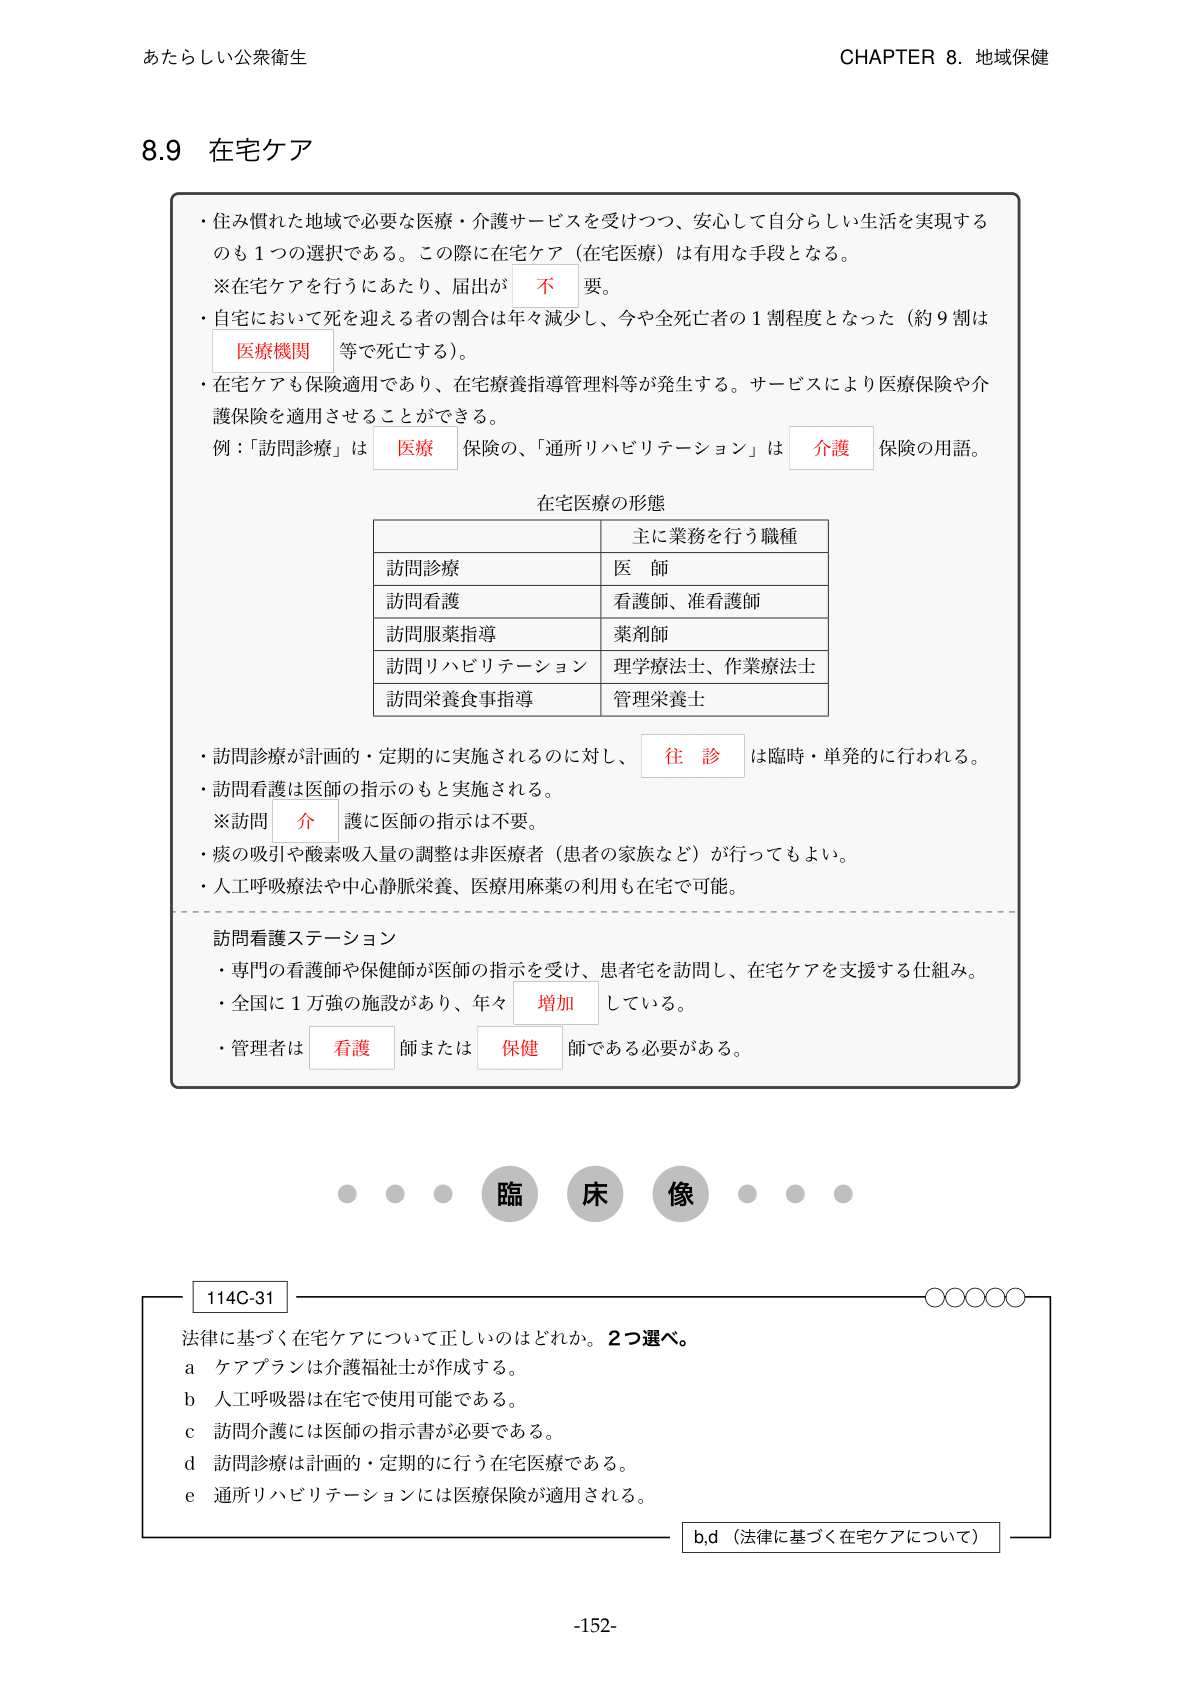 あたらしい公衆衛生
CHAPTER 8. 地域保健
8.9 在宅ケア
・住み慣れた地域で必要な医療・介護サービスを受けつつ、安心して自分らしい生活を実現する
のも 1 つの選択である。この際に在宅ケア（在宅医療）は有用な手段となる。
※在宅ケアを行うにあたり、届出が 不 要。
・自宅において死を迎える者の割合は年々減少し、今や全死亡者の 1 割程度となった（約 9 割は
医療機関 等で死亡する）。
・在宅ケアも保険適用であり、在宅療養指導管理料等が発生する。サービスにより医療保険や介
護保険を適用させることができる。
例：「訪問診療」は 医療 保険の、「通所リハビリテーション」は 介護 保険の用語。
在宅医療の形態
主に業務を行う職種
訪問診療 医 師
訪問看護 看護師、准看護師
訪問服薬指導 薬剤師
訪問リハビリテーション 理学療法士、作業療法士
訪問栄養食事指導 管理栄養士
・訪問診療が計画的・定期的に実施されるのに対し、 往 診 は臨時・単発的に行われる。
・訪問看護は医師の指示のもと実施される。
※訪問 介 護に医師の指示は不要。
・痰の吸引や酸素吸入量の調整は非医療者（患者の家族など）が行ってもよい。
・人工呼吸療法や中心静脈栄養、医療用麻薬の利用も在宅で可能。
訪問看護ステーション
・専門の看護師や保健師が医師の指示を受け、患者宅を訪問し、在宅ケアを支援する仕組み。
・全国に 1 万強の施設があり、年々 増加 している。
・管理者は 看護 師または 保健 師である必要がある。
臨 床 像
114C-31
法律に基づく在宅ケアについて正しいのはどれか。2つ選べ。
a ケアプランは介護福祉士が作成する。
b 人工呼吸器は在宅で使用可能である。
c 訪問介護には医師の指示書が必要である。
d 訪問診療は計画的・定期的に行う在宅医療である。
e 通所リハビリテーションには医療保険が適用される。
b,d （法律に基づく在宅ケアについて）
-152-